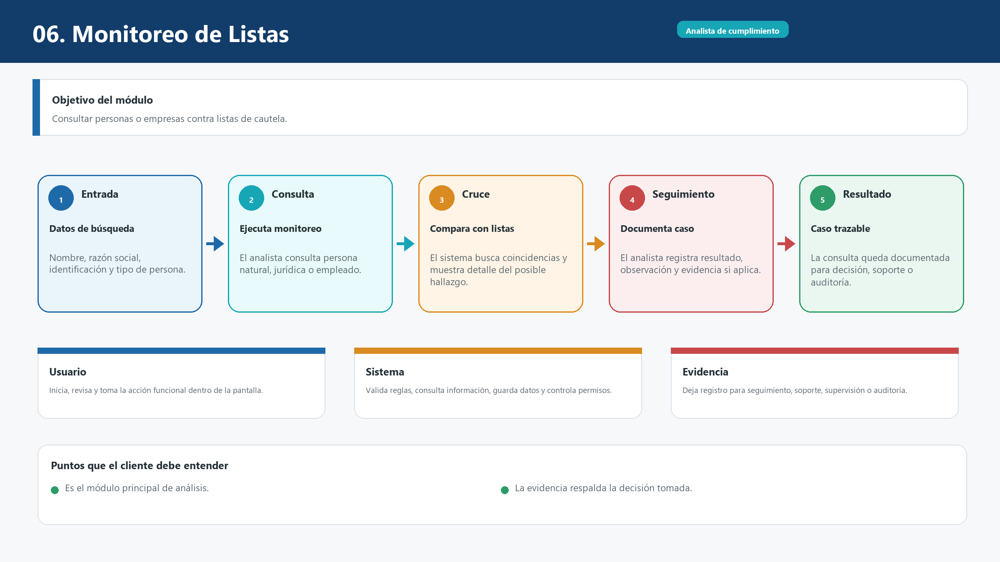 06. Monitoreo de Listas
Analista de cumplimiento
Objetivo del módulo
Consultar personas o empresas contra listas de cautela.
1
Entrada
Datos de búsqueda
Nombre, razón social,
identificación y tipo de persona.
2
Consulta
Ejecuta monitoreo
El analista consulta persona
natural, jurídica o empleado.
3
Cruce
Compara con listas
El sistema busca coincidencias y
muestra detalle del posible
hallazgo.
4
Seguimiento
Documenta caso
El analista registra resultado,
observación y evidencia si aplica.
5
Resultado
Caso trazable
La consulta queda documentada
para decisión, soporte o
auditoría.
Usuario
Inicia, revisa y toma la acción funcional dentro de la pantalla.
Sistema
Valida reglas, consulta información, guarda datos y controla permisos.
Evidencia
Deja registro para seguimiento, soporte, supervisión o auditoría.
Puntos que el cliente debe entender
Es el módulo principal de análisis.
La evidencia respalda la decisión tomada.